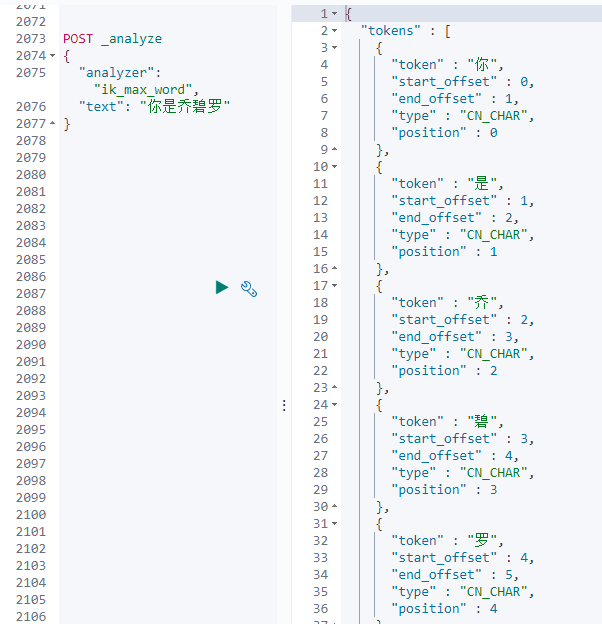 2071
2072
2073 POST _analyze
2074 {
2075 "analyzer":
"ik_max_word",
2076 "text": "你是乔碧罗"
2077 }
2078
2079
2080
2081
2082
2083
2084
2085
2086
2087
2088
2089
2090
2091
2092
2093
2094
2095
2096
2097
2098
2099
2100
2101
2102
2103
2104
2105
2106
1 {
2 "tokens" : [
3 {
4 "token" : "你",
5 "start_offset" : 0,
6 "end_offset" : 1,
7 "type" : "CN_CHAR",
8 "position" : 0
9 },
10 {
11 "token" : "是",
12 "start_offset" : 1,
13 "end_offset" : 2,
14 "type" : "CN_CHAR",
15 "position" : 1
16 },
17 {
18 "token" : "乔",
19 "start_offset" : 2,
20 "end_offset" : 3,
21 "type" : "CN_CHAR",
22 "position" : 2
23 },
24 {
25 "token" : "碧",
26 "start_offset" : 3,
27 "end_offset" : 4,
28 "type" : "CN_CHAR",
29 "position" : 3
30 },
31 {
32 "token" : "罗",
33 "start_offset" : 4,
34 "end_offset" : 5,
35 "type" : "CN_CHAR",
36 "position" : 4
37 }